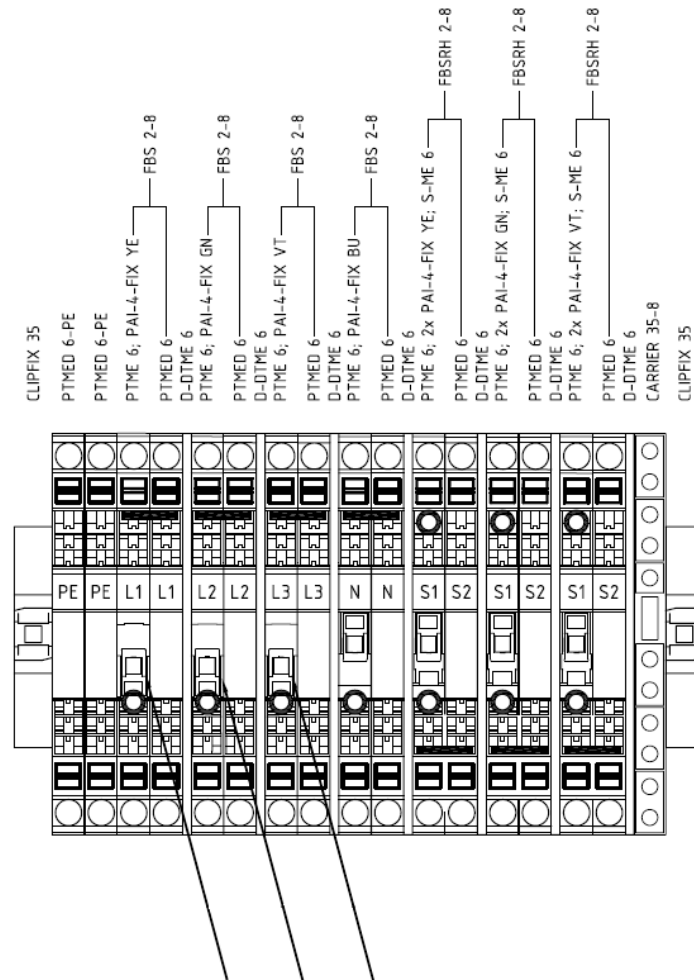 CLIPFIX 35
PTMED 6-PE
PTMED 6-PE
PTME 6; PAI-4-FIX YE
PTMED 6
FBS 2-8
D-DTME 6
PTME 6; PAI-4-FIX GN
PTMED 6
FBS 2-8
D-DTME 6
PTME 6; PAI-4-FIX VT
PTMED 6
FBS 2-8
D-DTME 6
PTME 6; PAI-4-FIX BU
PTMED 6
FBS 2-8
D-DTME 6
PTME 6; 2x PAI-4-FIX YE; S-ME 6
PTMED 6
FBSRH 2-8
D-DTME 6
PTME 6; 2x PAI-4-FIX GN; S-ME 6
PTMED 6
FBSRH 2-8
D-DTME 6
PTME 6; 2x PAI-4-FIX VT; S-ME 6
PTMED 6
FBSRH 2-8
D-DTME 6
CARRIER 35-8
CLIPFIX 35
PE PE L1 L1 L2 L2 L3 L3 N N S1 S2 S1 S2 S1 S2